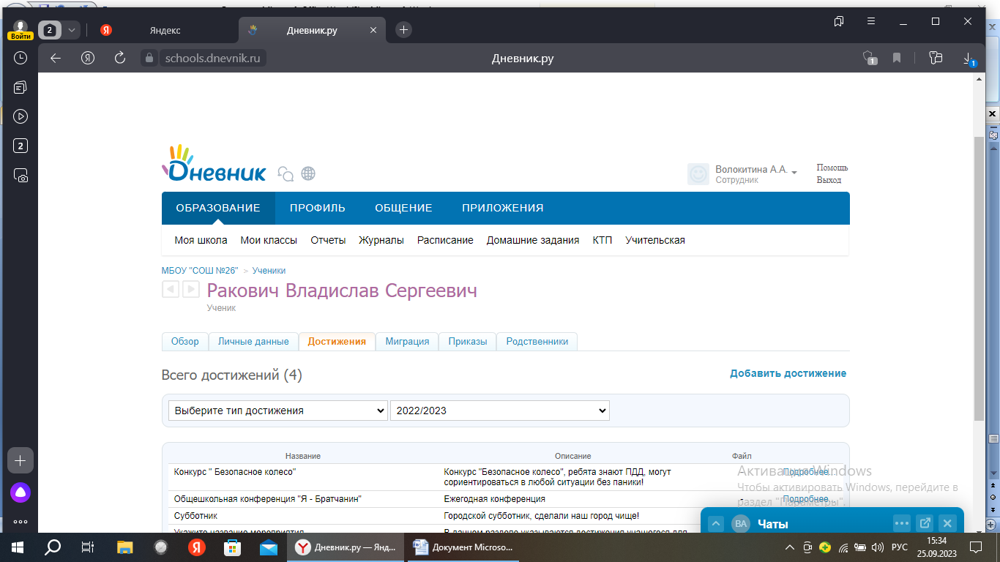 Войти
2
Яндекс
Дневник.ру
schools.dnevnik.ru
Дневник.ру
1
1
2
Дневник
Волокитина А.А.
Сотрудник
Помощь
Выход
ОБРАЗОВАНИЕ ПРОФИЛЬ ОБЩЕНИЕ ПРИЛОЖЕНИЯ
Моя школа Мои классы Отчеты Журналы Расписание Домашние задания КТП Учительская
МБОУ "СОШ №26" > Ученики
Ракович Владислав Сергеевич
Ученик
Обзор Личные данные Достижения Миграция Приказы Родственники
Всего достижений (4)
Добавить достижение
Выберите тип достижения
2022/2023
Название Описание Файл
Конкурс " Безопасное колесо"
Конкурс "Безопасное колесо", ребята знают ПДД, могут
сориентироваться в любой ситуации без паники!
Подробнее...
Общешкольная конференция "Я - Братчанин"
Ежегодная конференция
-
Подробнее...
Субботник
Городской субботник, сделали наш город чище!
Укажите название мероприятия
В данном разделе указываются достижения учащегося для
Активация Windows
Чтобы активировать Windows, перейдите в
раздел "Параметры".
ВА Чаты
Дневник.ру — Янд...
Документ Microso...
РУС
15:34
25.09.2023